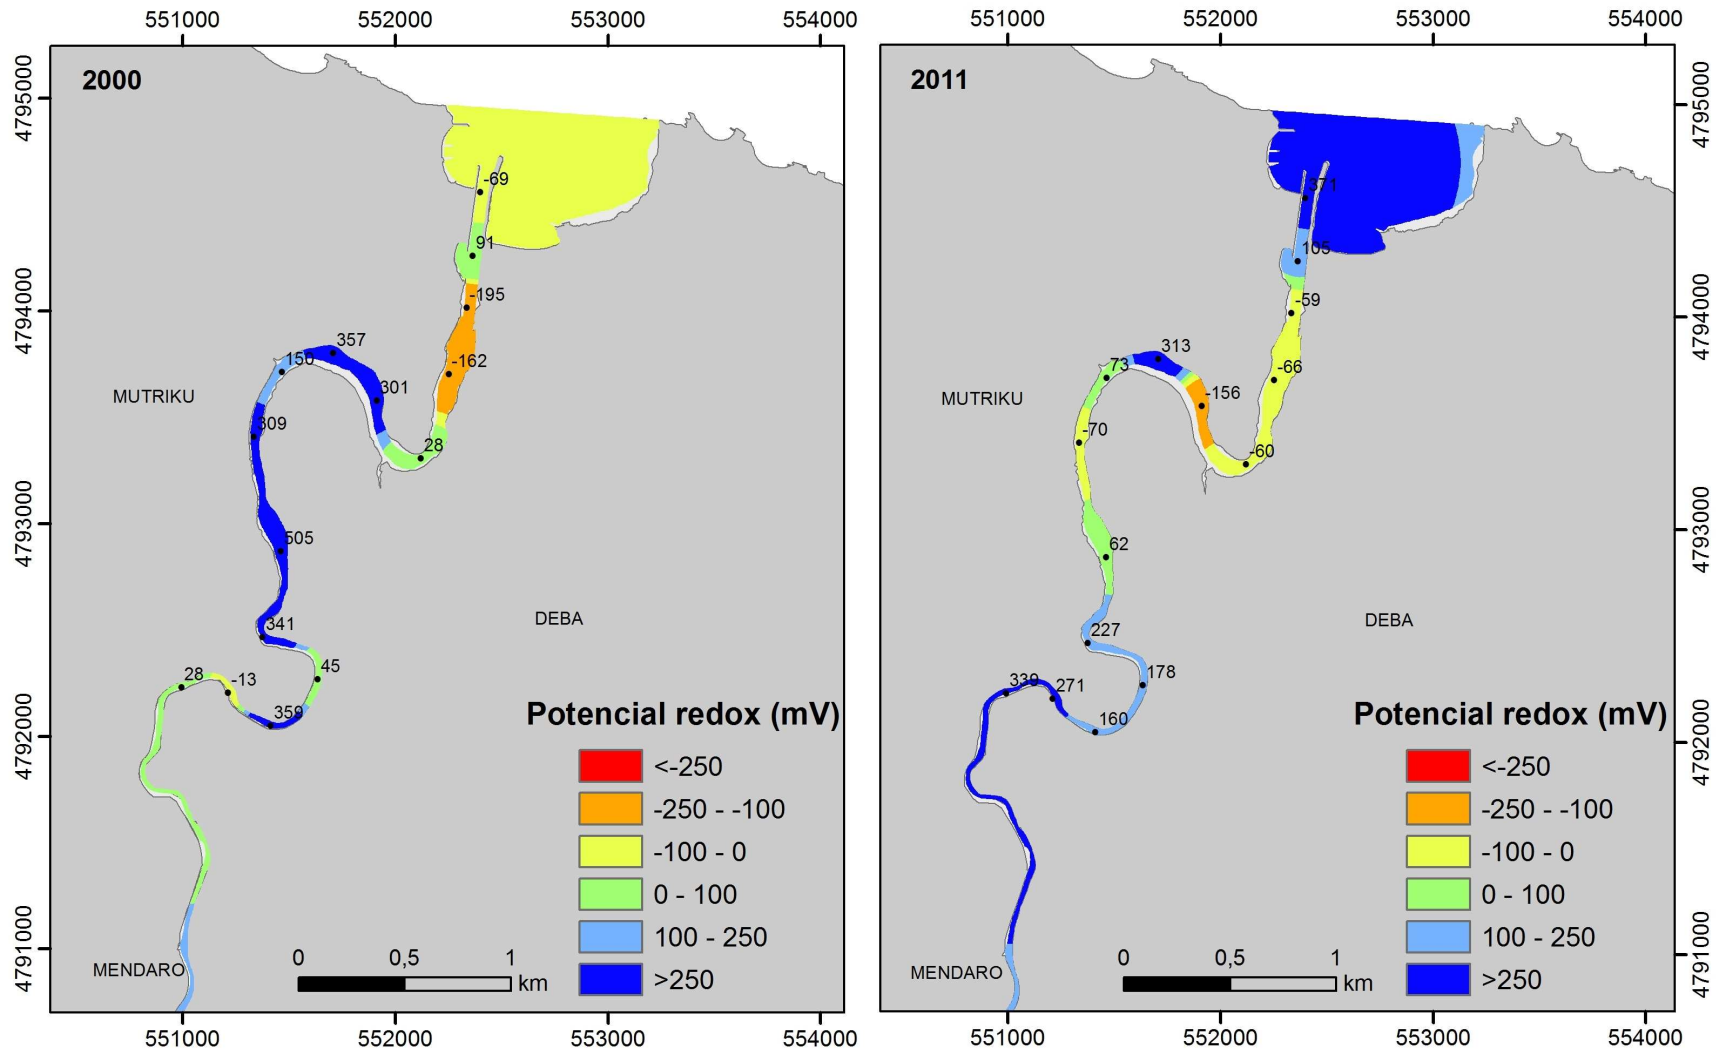 551000 552000 553000 554000
2000
4795000
4794000
4793000
4792000
4791000
-69
91
-195
-162
357
150
301
28
309
505
341
45
28
-13
359
MUTRIKU
DEBA
MENDARO
Potencial redox (mV)
<-250
-250 - -100
-100 - 0
0 - 100
100 - 250
>250
0 0,5 1
km
551000 552000 553000 554000
551000 552000 553000 554000
2011
4795000
4794000
4793000
4792000
4791000
371
105
-59
-66
313
73
-156
-60
-70
62
227
178
339
271
160
MUTRIKU
DEBA
MENDARO
Potencial redox (mV)
<-250
-250 - -100
-100 - 0
0 - 100
100 - 250
>250
0 0,5 1
km
551000 552000 553000 554000